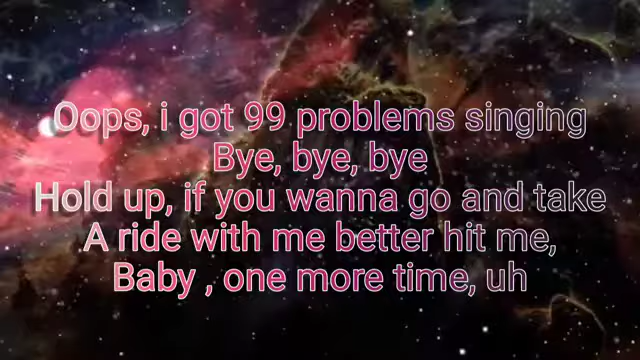 Oops, i got 99 problems singing
Bye, bye, bye
Hold up, if you wanna go and take
A ride with me better hit me,
Baby , one more time, uh